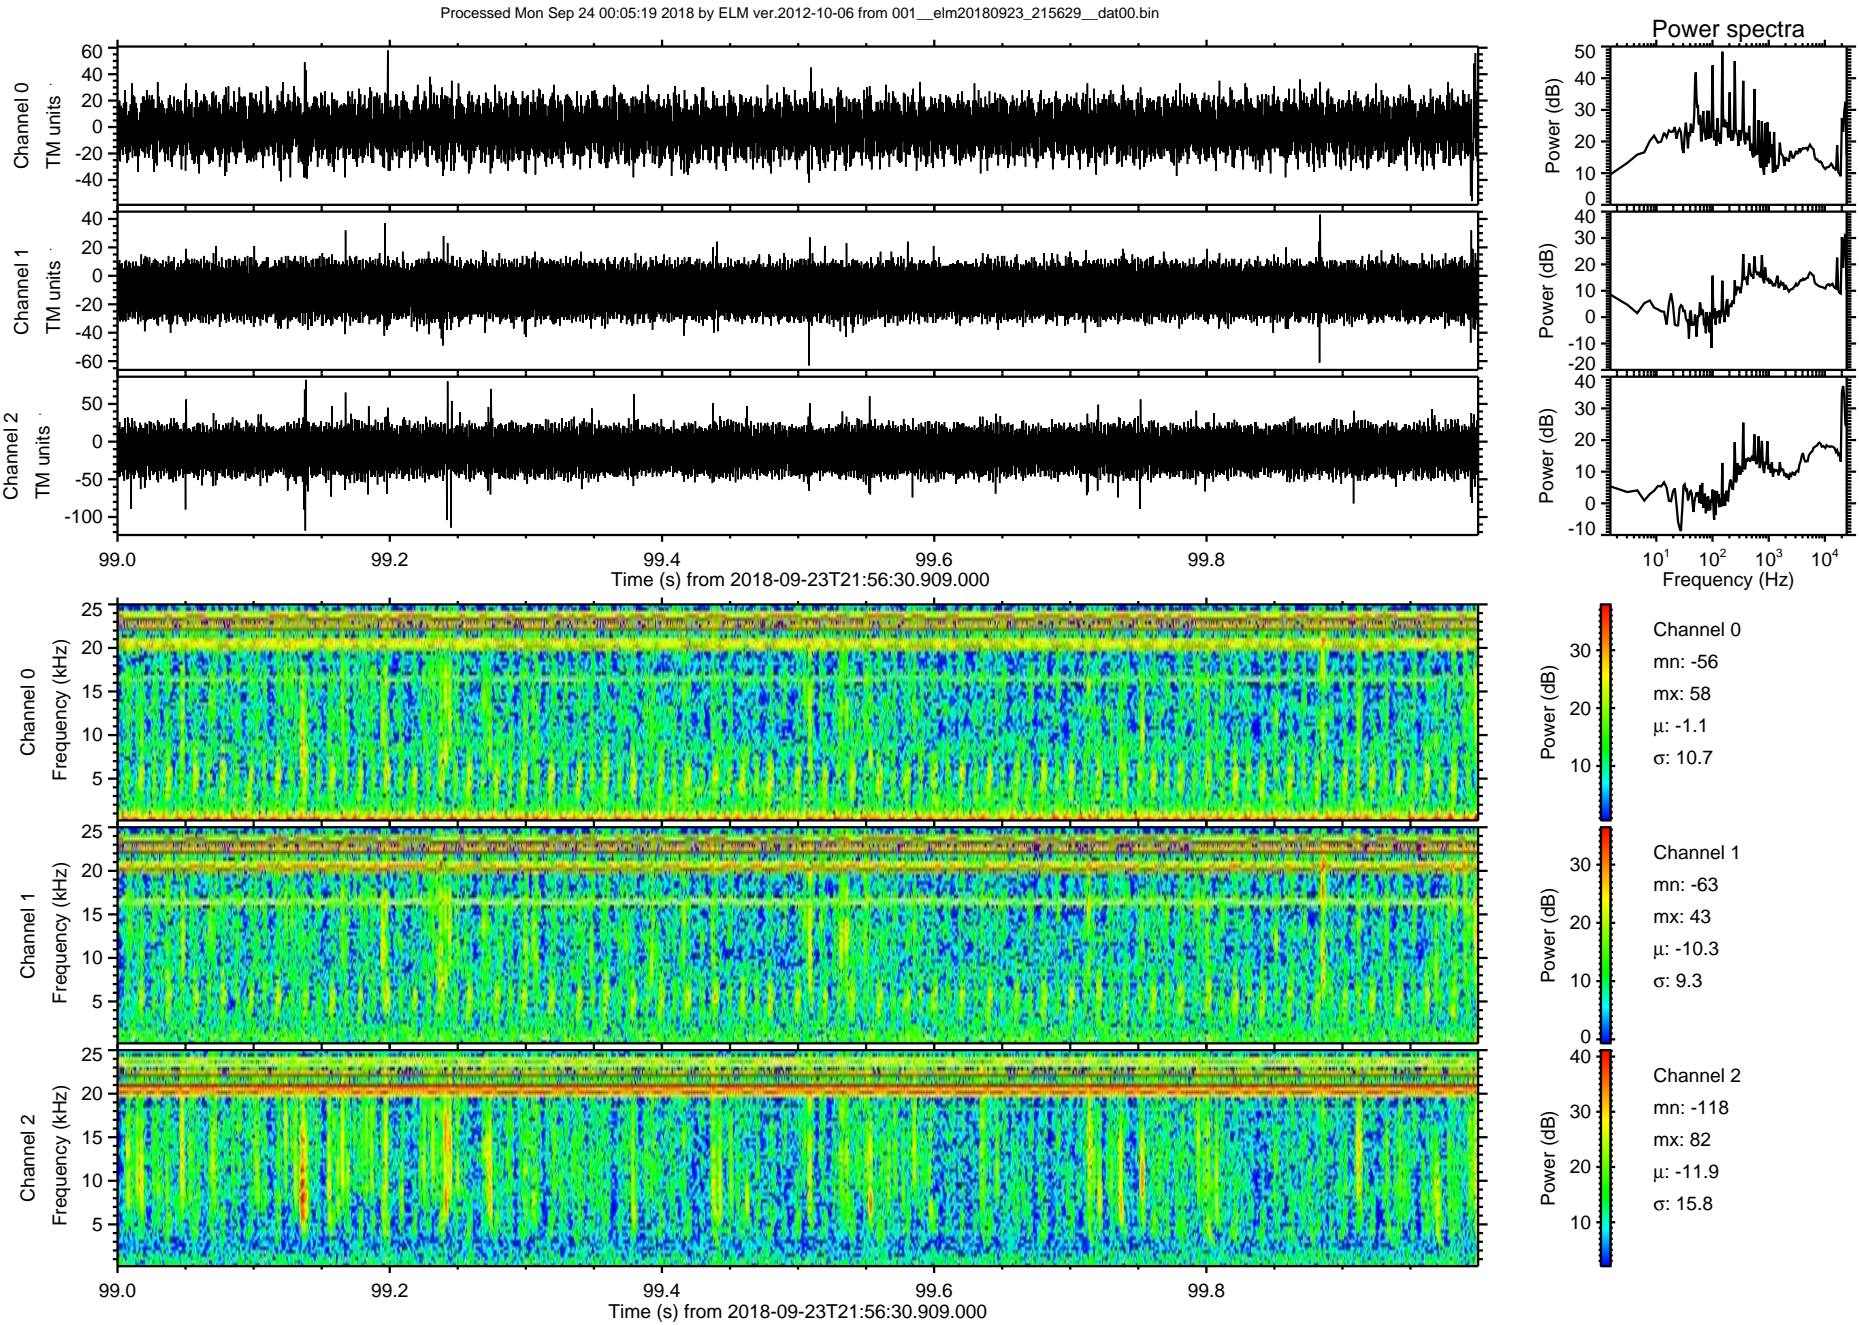 Processed Mon Sep 24 00:05:19 2018 by ELM ver.2012-10-06 from 001__elm20180923_215629__dat00.bin
Power spectra
Channel 0
TM units
60
40
20
0
-20
-40
Power (dB)
50
40
30
20
10
0
Channel 1
TM units
40
20
0
-20
-40
-60
Power (dB)
40
30
20
10
0
-10
-20
Channel 2
TM units
50
0
-50
-100
Power (dB)
40
30
20
10
0
-10
99.0 99.2 99.4 99.6 99.8
Time (s) from 2018-09-23T21:56:30.909.000
10^1 10^2 10^3 10^4
Frequency (Hz)
Channel 0
Frequency (kHz)
25
20
15
10
5
Power (dB)
30
20
10
Channel 0
mn: -56
mx: 58
μ: -1.1
σ: 10.7
Channel 1
Frequency (kHz)
25
20
15
10
5
Power (dB)
30
20
10
0
Channel 1
mn: -63
mx: 43
μ: -10.3
σ: 9.3
Channel 2
Frequency (kHz)
25
20
15
10
5
Power (dB)
40
30
20
10
Channel 2
mn: -118
mx: 82
μ: -11.9
σ: 15.8
99.0 99.2 99.4 99.6 99.8
Time (s) from 2018-09-23T21:56:30.909.000